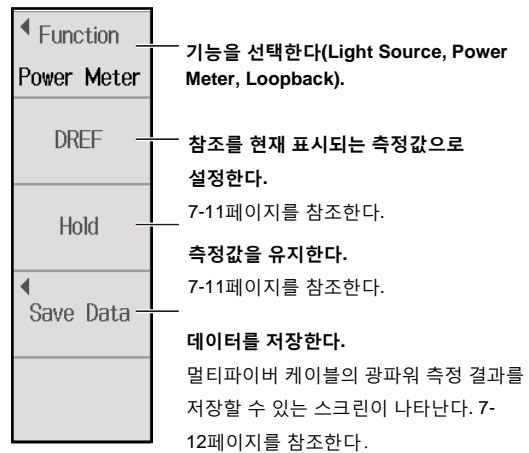 Function
Power Meter
DREF
Hold
Save Data
기능을 선택한다(Light Source, Power
Meter, Loopback).
참조를 현재 표시되는 측정값으로
설정한다.
7-11페이지를 참조한다.
측정값을 유지한다.
7-11페이지를 참조한다.
데이터를 저장한다.
멀티파이버 케이블의 광파워 측정 결과를
저장할 수 있는 스크린이 나타난다. 7-
12페이지를 참조한다.